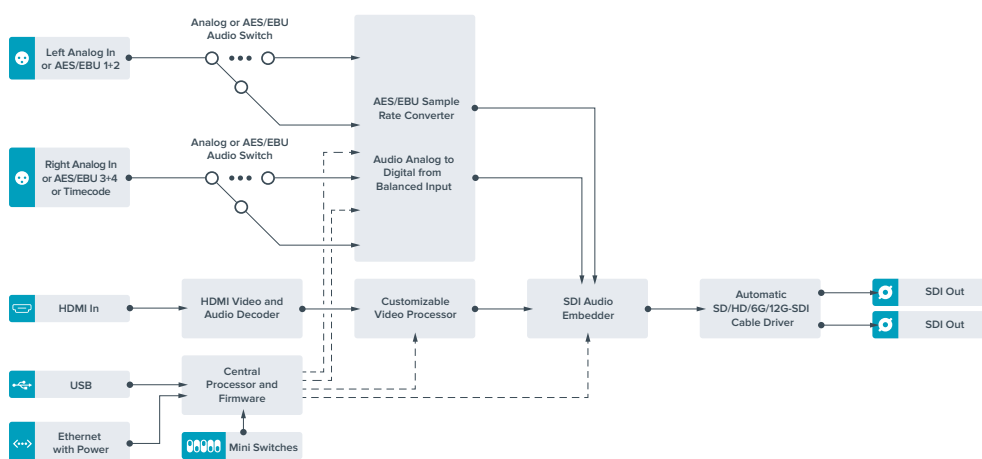 Analog or AES/EBU
Audio Switch
Left Analog In
or AES/EBU 1+2
AES/EBU Sample
Rate Converter
Analog or AES/EBU
Audio Switch
Right Analog In
or AES/EBU 3+4
or Timecode
Audio Analog to
Digital from
Balanced Input
HDMI In
HDMI Video and
Audio Decoder
Customizable
Video Processor
SDI Audio
Embedder
Automatic
SD/HD/6G/12G-SDI
Cable Driver
SDI Out
SDI Out
USB
Central
Processor and
Firmware
Ethernet
with Power
Mini Switches